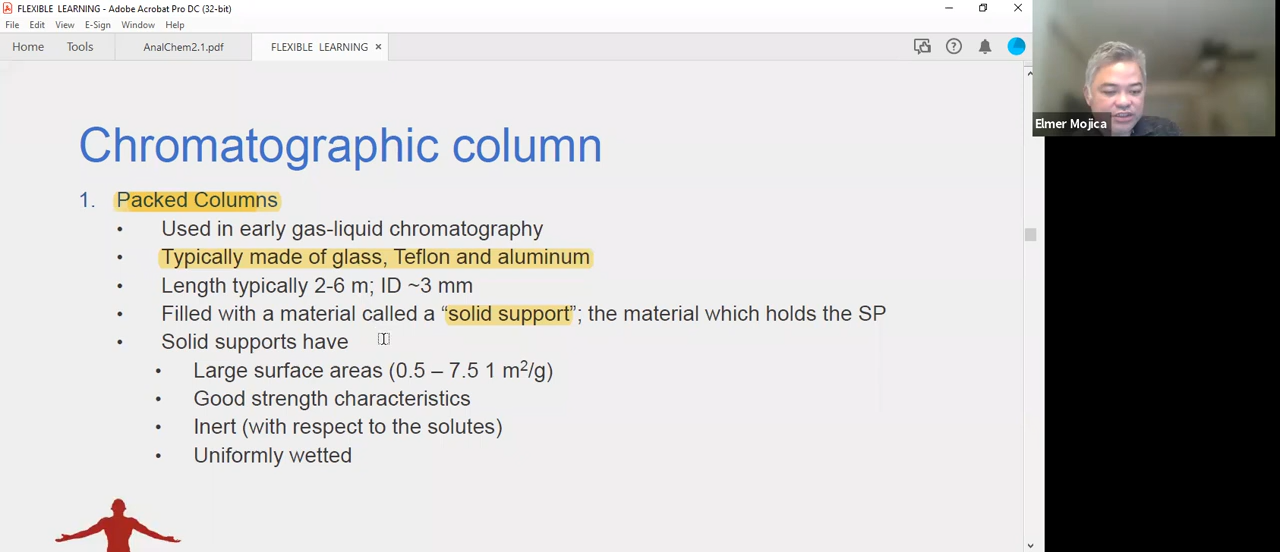 FLEXIBLE LEARNING - Adobe Acrobat Pro DC (32-bit)
File Edit View E-Sign Window Help
Home Tools AnalChem2.1.pdf FLEXIBLE LEARNING ×
Elmer Mojica
Chromatographic column
1. Packed Columns
• Used in early gas-liquid chromatography
• Typically made of glass, Teflon and aluminum
• Length typically 2-6 m; ID ~3 mm
• Filled with a material called a “solid support”; the material which holds the SP
• Solid supports have
• Large surface areas (0.5 – 7.5 1 m²/g)
• Good strength characteristics
• Inert (with respect to the solutes)
• Uniformly wetted